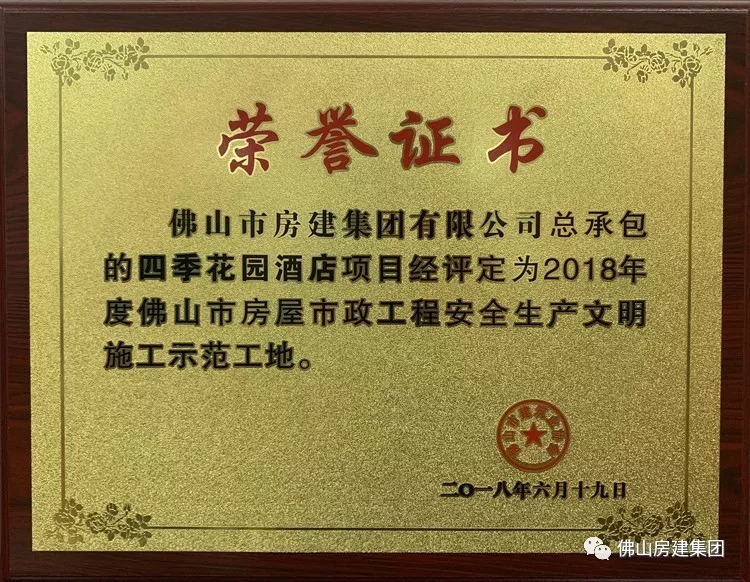 荣誉证书
佛山市房建集团有限公司总承包
的四季花园酒店项目经评定为2018年
度佛山市房屋市政工程安全生产文明
施工示范工地。
二〇一八年六月十九日
佛山房建集团